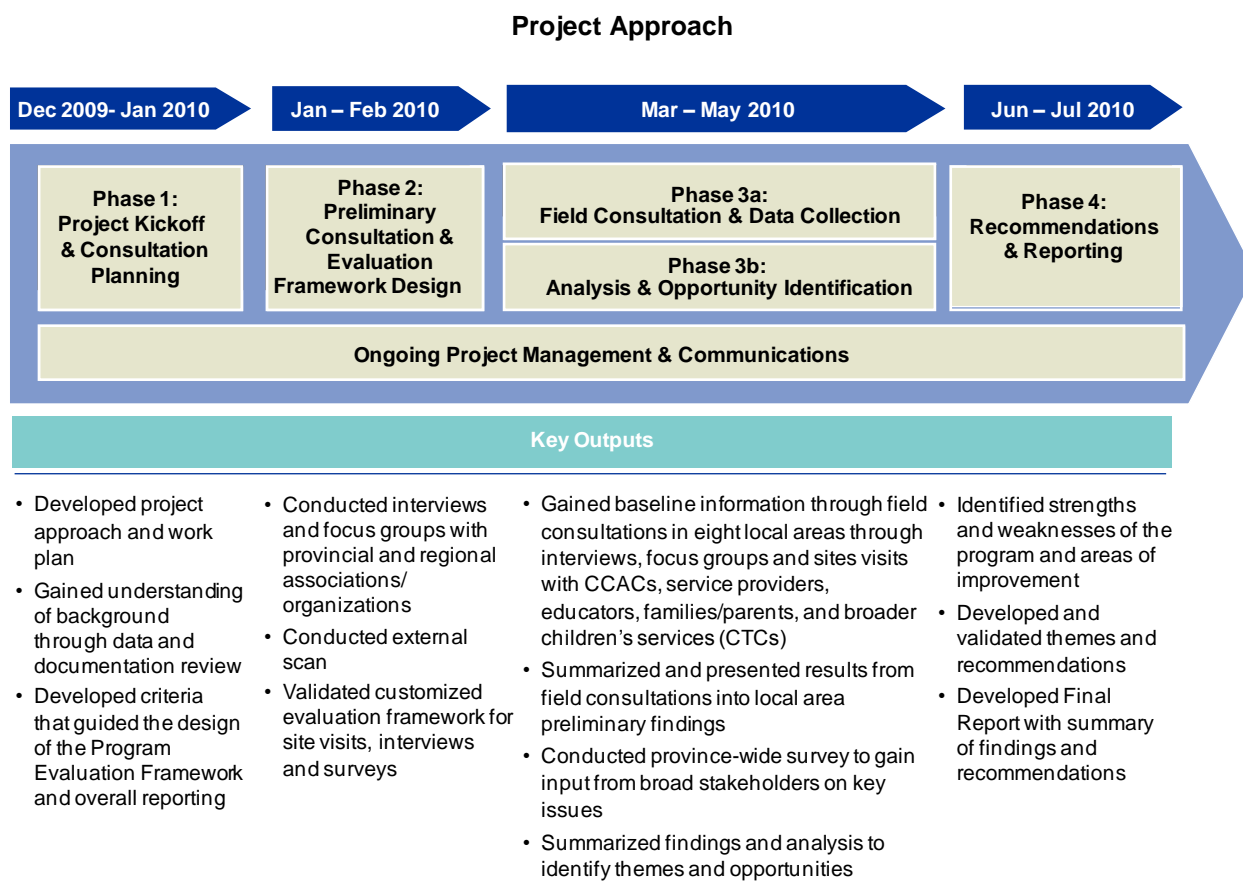 Project Approach
Dec 2009- Jan 2010
Jan – Feb 2010
Mar – May 2010
Jun – Jul 2010
Phase 1:
Project Kickoff
& Consultation
Planning
Phase 2:
Preliminary
Consultation &
Evaluation
Framework Design
Phase 3a:
Field Consultation & Data Collection
Phase 3b:
Analysis & Opportunity Identification
Phase 4:
Recommendations
& Reporting
Ongoing Project Management & Communications
Key Outputs
• Developed project
approach and work
plan
• Gained understanding
of background
through data and
documentation review
• Developed criteria
that guided the design
of the Program
Evaluation Framework
and overall reporting
• Conducted interviews
and focus groups with
provincial and regional
associations/
organizations
• Conducted external
scan
• Validated customized
evaluation framework for
site visits, interviews
and surveys
• Gained baseline information through field
consultations in eight local areas through
interviews, focus groups and sites visits
with CCACs, service providers,
educators, families/parents, and broader
children's services (CTCs)
• Summarized and presented results from
field consultations into local area
preliminary findings
• Conducted province-wide survey to gain
input from broad stakeholders on key
issues
• Summarized findings and analysis to
identify themes and opportunities
• Identified strengths
and weaknesses of the
program and areas of
improvement
• Developed and
validated themes and
recommendations
• Developed Final
Report with summary
of findings and
recommendations